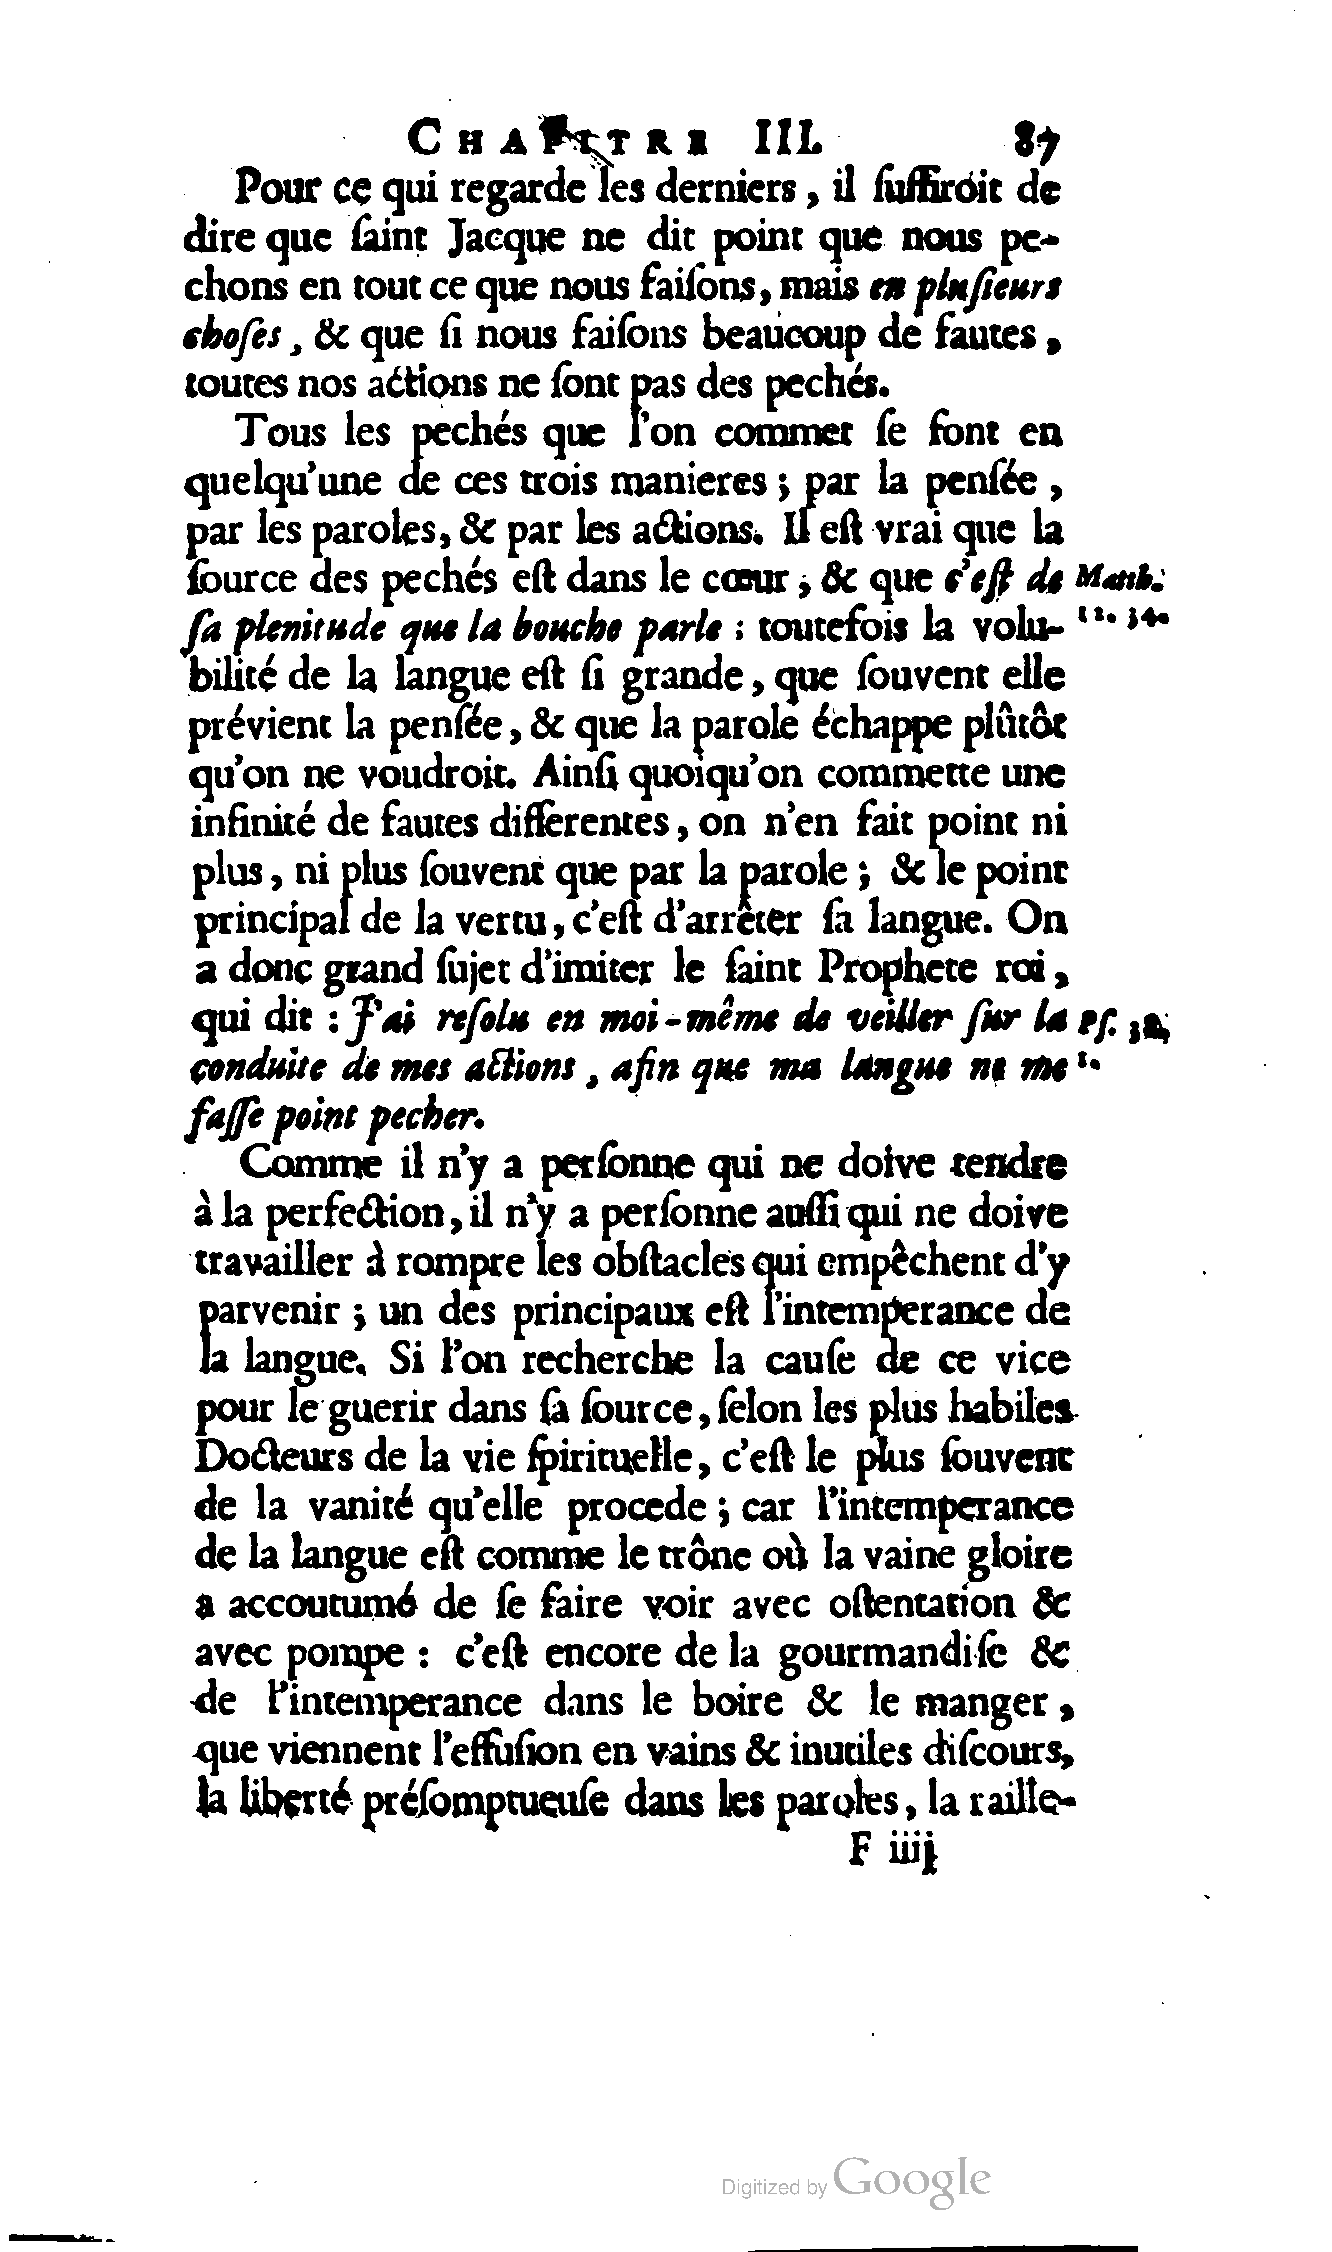 CHAPITRE III. 87
Pour ce qui regarde les derniers, il ſuffiroit de
dire que ſaint Jacque ne dit point que nous pe-
chons en tout ce que nous faiſons, mais en pluſieurs
choſes, & que ſi nous faiſons beaucoup de fautes,
toutes nos actions ne ſont pas des pechés.
Tous les pechés que l'on commet ſe font en
quelqu'une de ces trois manieres ; par la penſée,
par les paroles, & par les actions. Il eſt vrai que la
ſource des pechés eſt dans le cœur, & que c'eſt de Matth.
ſa plenitude que la bouche parle : toutefois la volu- 12. 34.
bilité de la langue eſt ſi grande, que ſouvent elle
prévient la penſée, & que la parole échappe plûtôt
qu'on ne voudroit. Ainſi quoiqu'on commette une
infinité de fautes differentes, on n'en fait point ni
plus, ni plus ſouvent que par la parole ; & le point
principal de la vertu, c'eſt d'arrêter ſa langue. On
a donc grand ſujet d'imiter le ſaint Prophete roi,
qui dit : J'ai reſolu en moi-même de veiller ſur la Pſ. 38.
conduite de mes actions, afin que ma langue ne me 1.
faſſe point pecher.
Comme il n'y a perſonne qui ne doive tendre
à la perfection, il n'y a perſonne auſſi qui ne doive
travailler à rompre les obſtacles qui empêchent d'y
parvenir ; un des principaux eſt l'intemperance de
la langue. Si l'on recherche la cauſe de ce vice
pour le guerir dans ſa ſource, ſelon les plus habiles
Docteurs de la vie ſpirituelle, c'eſt le plus ſouvent
de la vanité qu'elle procede ; car l'intemperance
de la langue eſt comme le trône où la vaine gloire
a accoutumé de ſe faire voir avec oſtentation &
avec pompe : c'eſt encore de la gourmandiſe &
de l'intemperance dans le boire & le manger,
que viennent l'effuſion en vains & inutiles diſcours,
la liberté préſomptueuſe dans les paroles, la raille-
F iiij
Digitized by Google